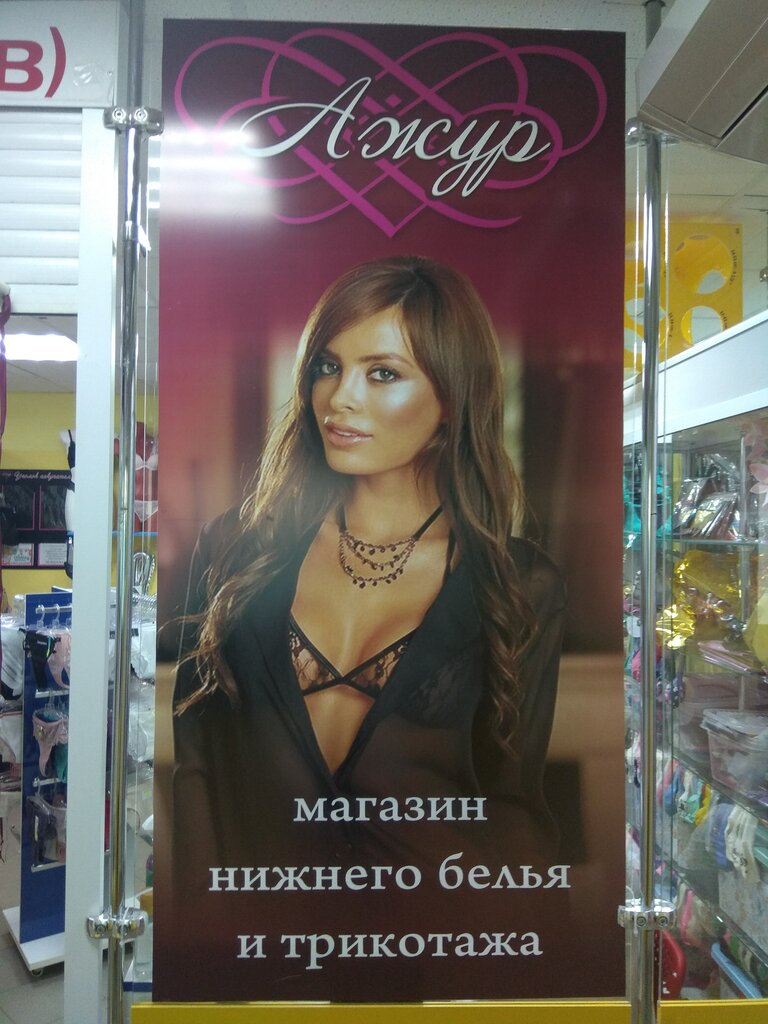 в)
Ажур
магазин
нижнего белья
и трикотажа